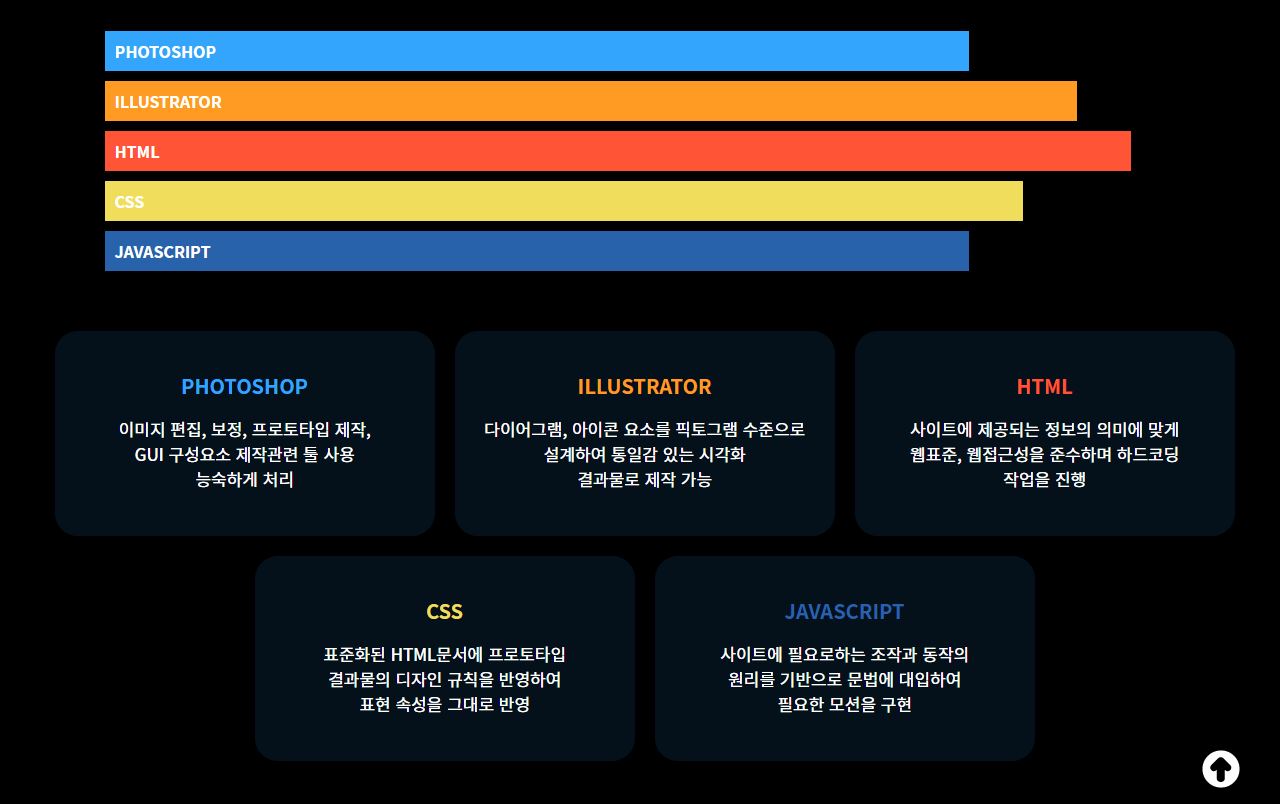 PHOTOSHOP
ILLUSTRATOR
HTML
CSS
JAVASCRIPT
PHOTOSHOP
이미지 편집, 보정, 프로토타입 제작,
GUI 구성요소 제작관련 툴 사용
능숙하게 처리
ILLUSTRATOR
다이어그램, 아이콘 요소를 픽토그램 수준으로
설계하여 통일감 있는 시각화
결과물로 제작 가능
HTML
사이트에 제공되는 정보의 의미에 맞게
웹표준, 웹접근성을 준수하며 하드코딩
작업을 진행
CSS
표준화된 HTML문서에 프로토타입
결과물의 디자인 규칙을 반영하여
표현 속성을 그대로 반영
JAVASCRIPT
사이트에 필요로하는 조작과 동작의
원리를 기반으로 문법에 대입하여
필요한 모션을 구현